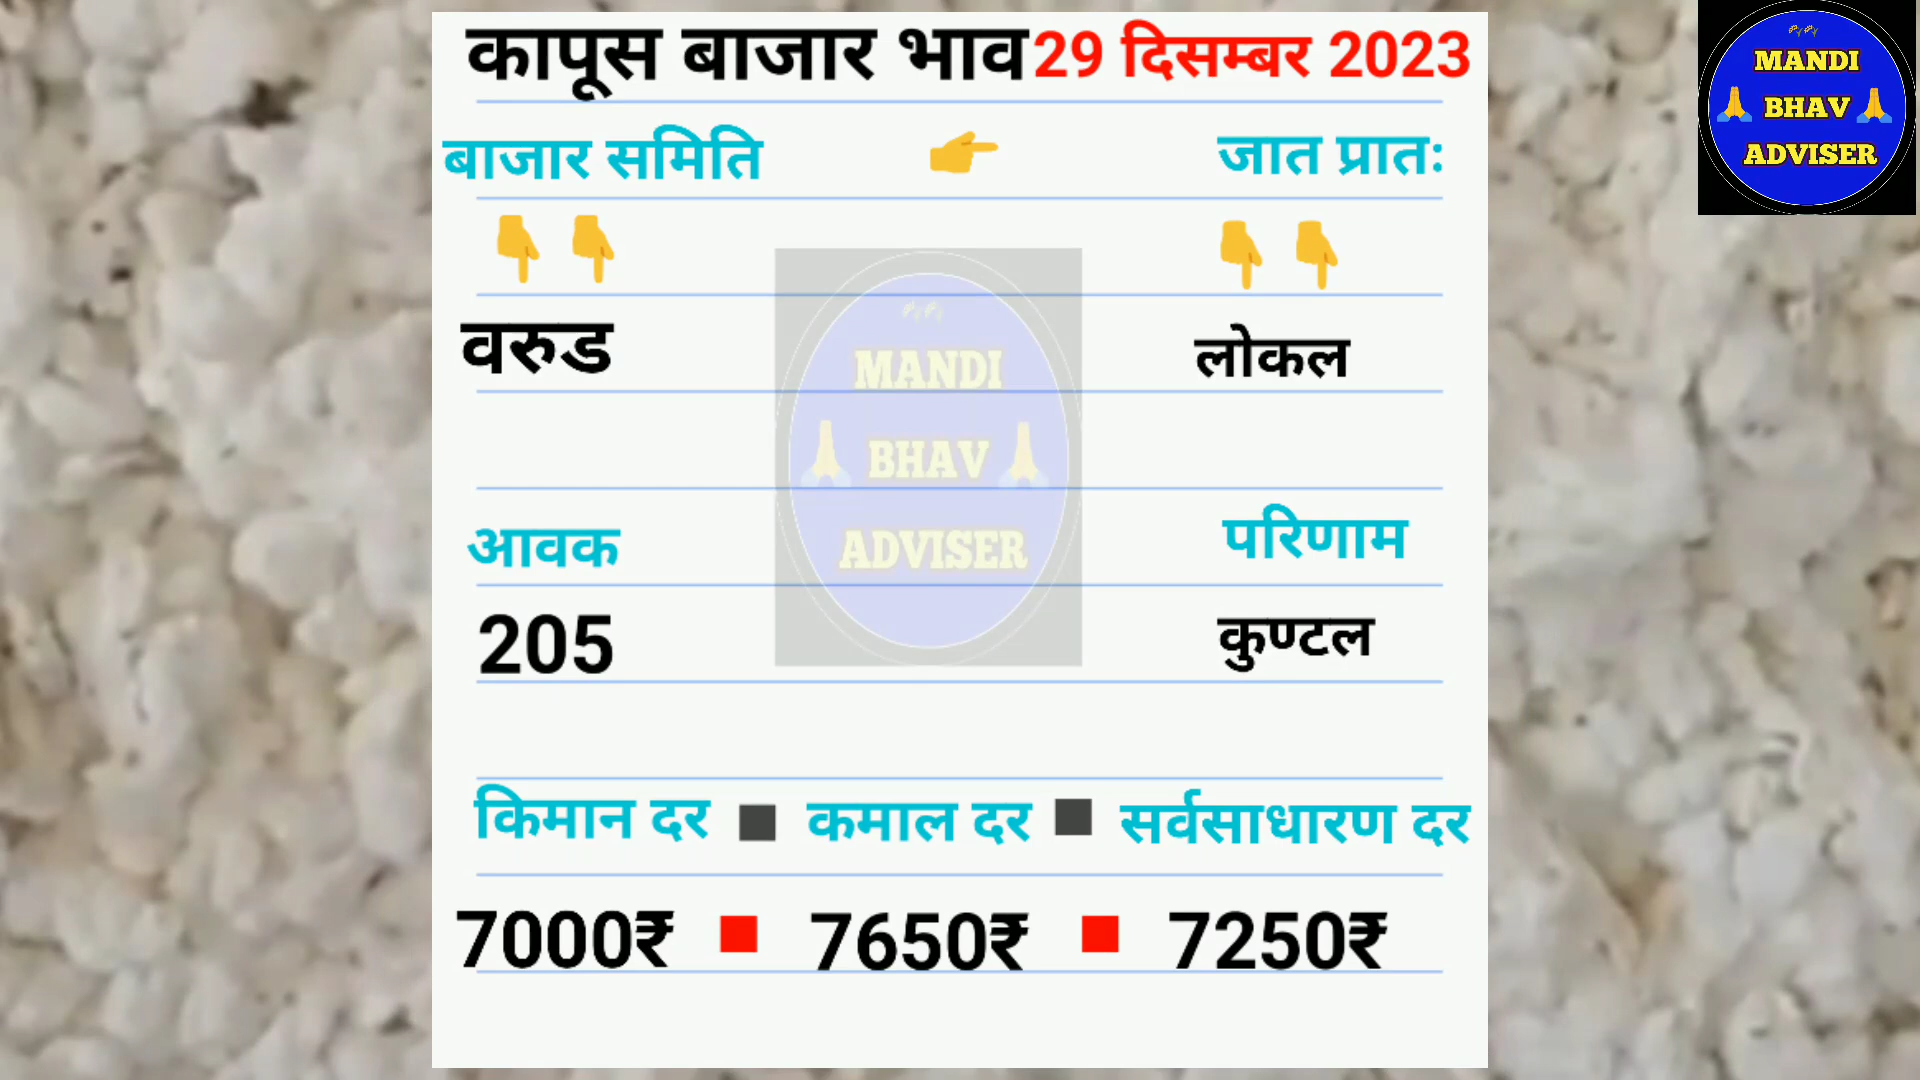 कापूस बाजार भाव 29 दिसम्बर 2023
MANDI
BHAV
ADVISER
बाजार समिति जात प्रातः
वरुड लोकल
MANDI
BHAV
ADVISER
आवक परिणाम
205 कुण्टल
किमान दर ■ कमाल दर ■ सर्वसाधारण दर
7000₹ ■ 7650₹ ■ 7250₹